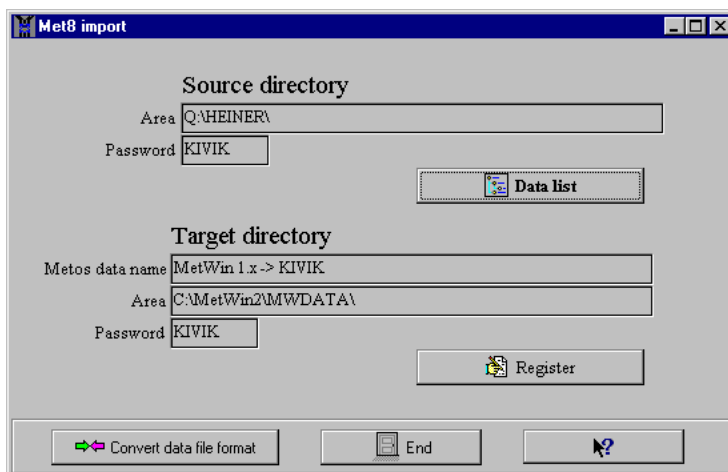 Met8 import
Source directory
Area Q:\HEINER\
Password KIVIK
Data list
Target directory
Metos data name MetWin 1.x -> KIVIK
Area C:\MetWin2\MWDATA\
Password KIVIK
Register
Convert data file format End ?